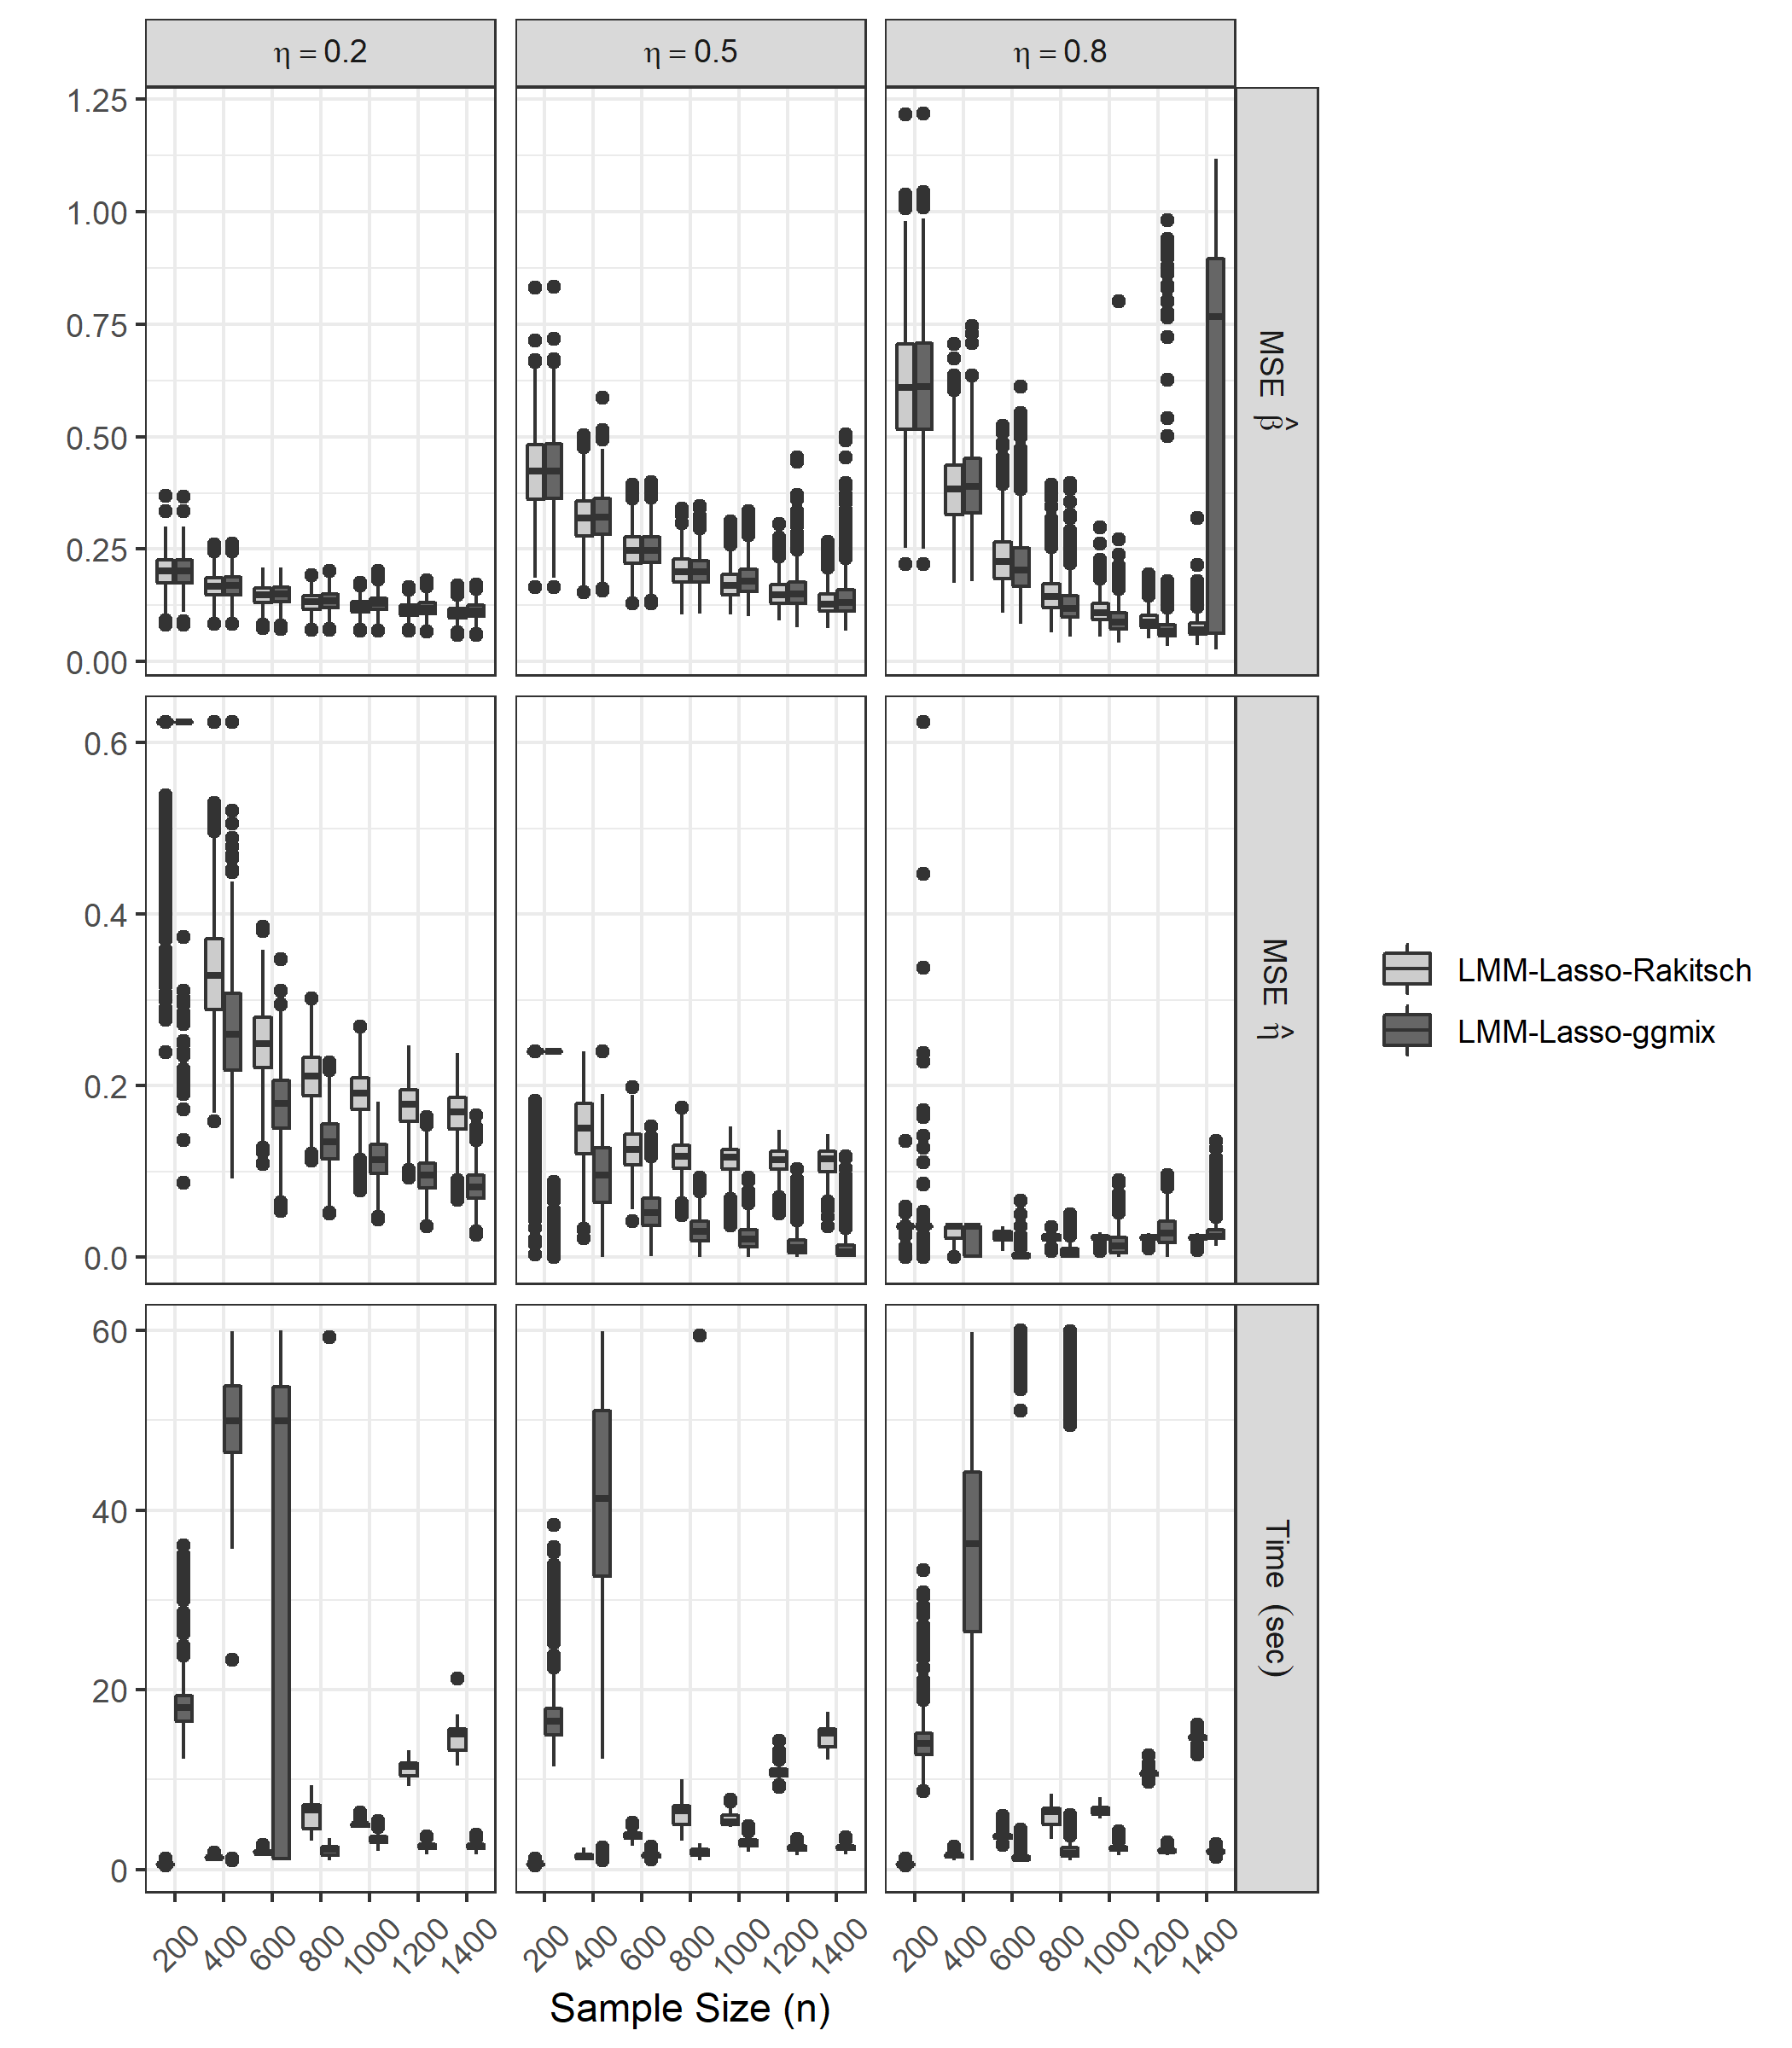 η = 0.2
η = 0.5
η = 0.8
1.25
1.00
0.75
0.50
0.25
0.00
MSE β̂
0.6
0.4
0.2
0.0
MSE η̂
60
40
20
0
Time (sec)
200 400 600 800 1000 1200 1400
200 400 600 800 1000 1200 1400
200 400 600 800 1000 1200 1400
Sample Size (n)
LMM-Lasso-Rakitsch
LMM-Lasso-ggmix